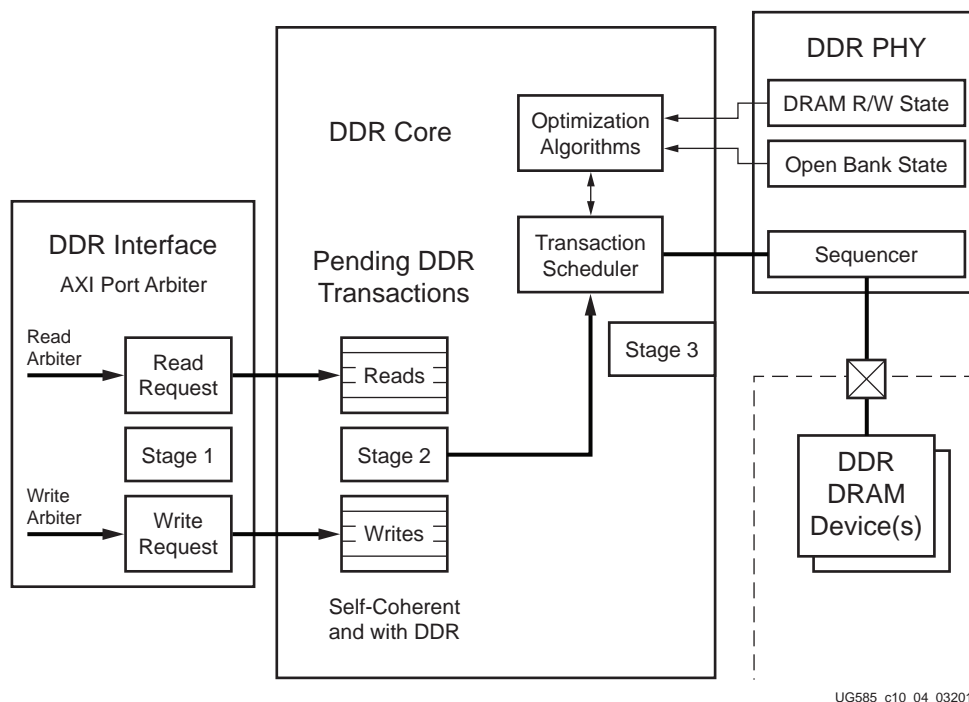 DDR PHY
DRAM R/W State
Open Bank State
Sequencer
DDR Core
Optimization
Algorithms
Transaction
Scheduler
Stage 3
DDR Interface
AXI Port Arbiter
Pending DDR
Transactions
Read
Arbiter
Read
Request
Reads
Stage 1
Stage 2
Write
Arbiter
Write
Request
Writes
Self-Coherent
and with DDR
DDR
DRAM
Device(s)
UG585_c10_04_03201